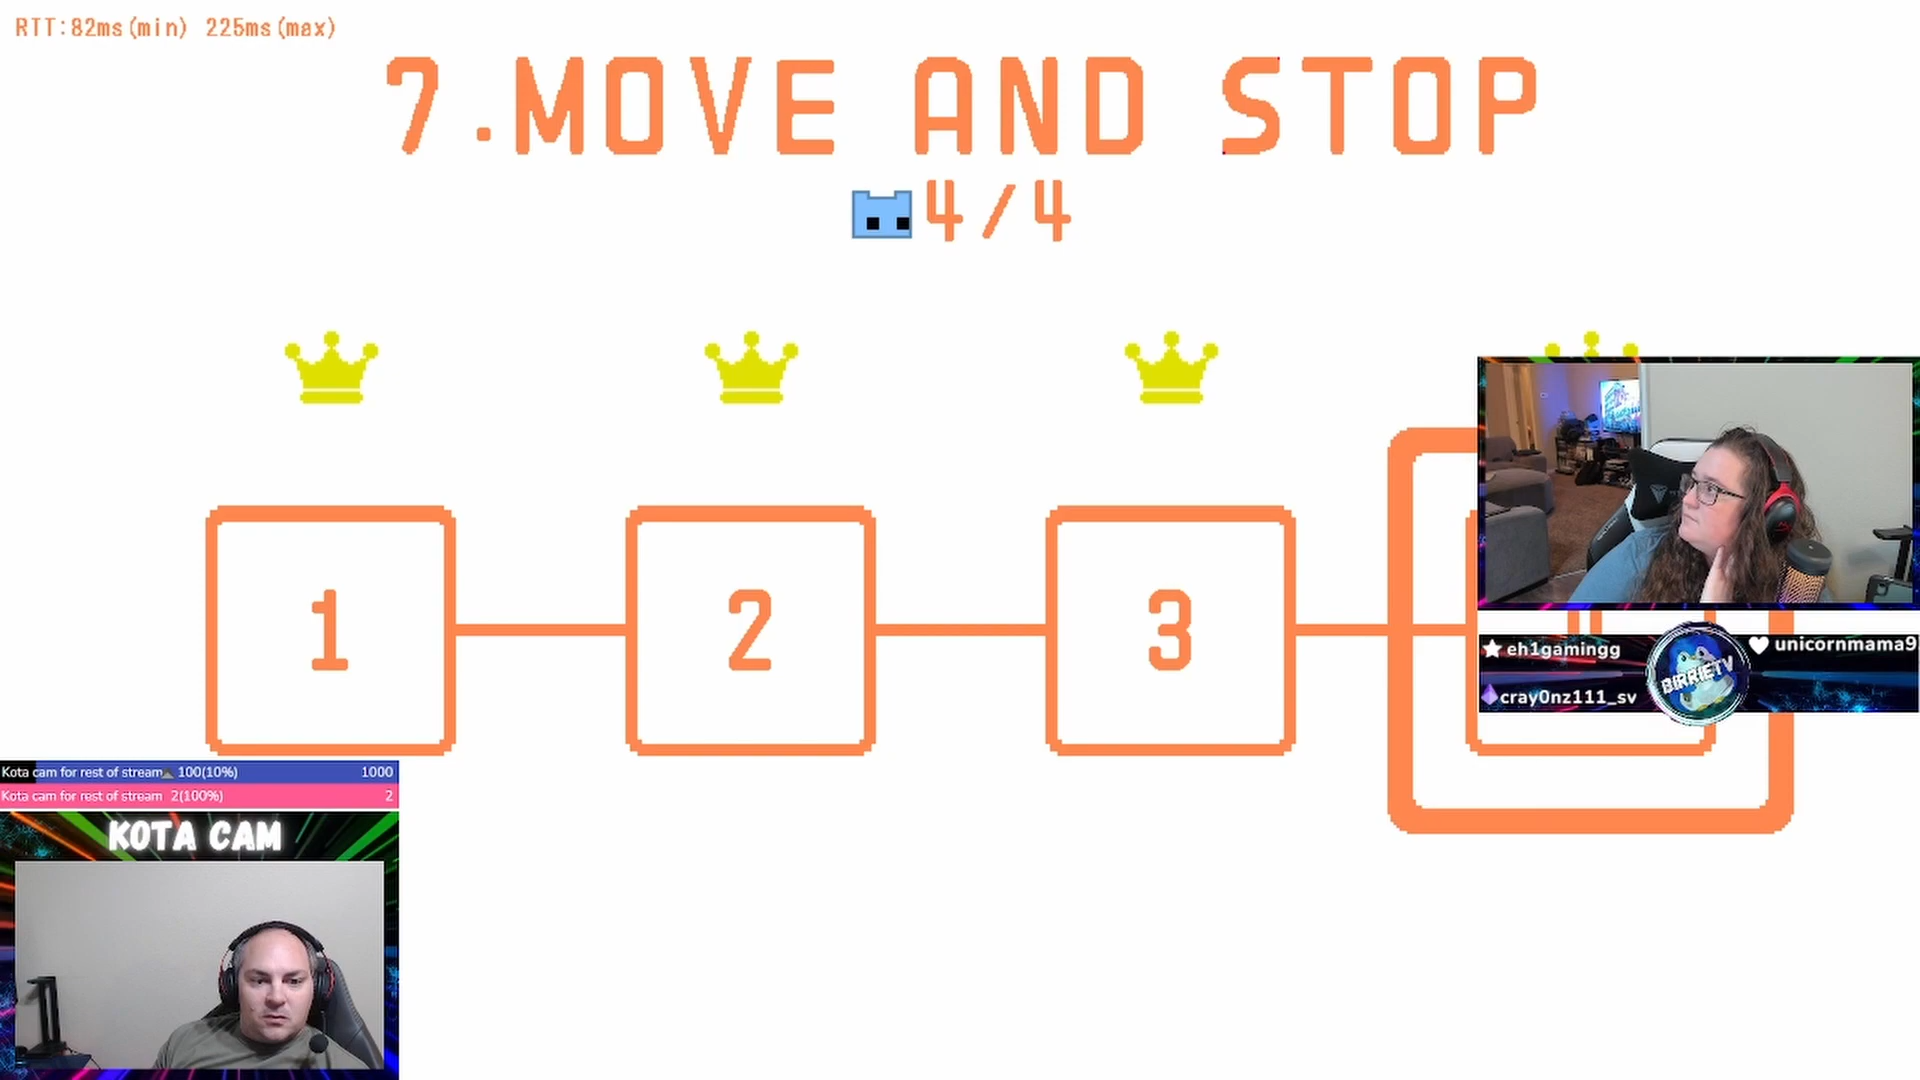 RTT:82ms(min) 225ms(max)
7.MOVE AND STOP
4/4
1
2
3
eh1gamingg
unicornmama9
BIRRIETV
cray0nz111_sv
Kota cam for rest of stream 100(10%) 1000
Kota cam for rest of stream 2(100%) 2
KOTA CAM